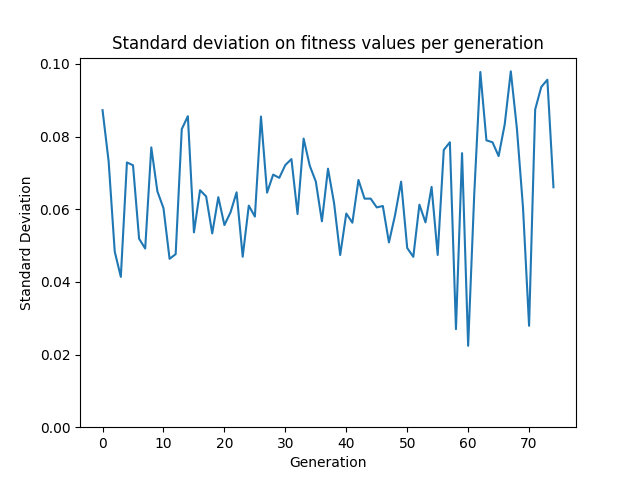 Standard deviation on fitness values per generation
0.10
0.08
0.06
0.04
0.02
0.00
Standard Deviation
0 10 20 30 40 50 60 70
Generation